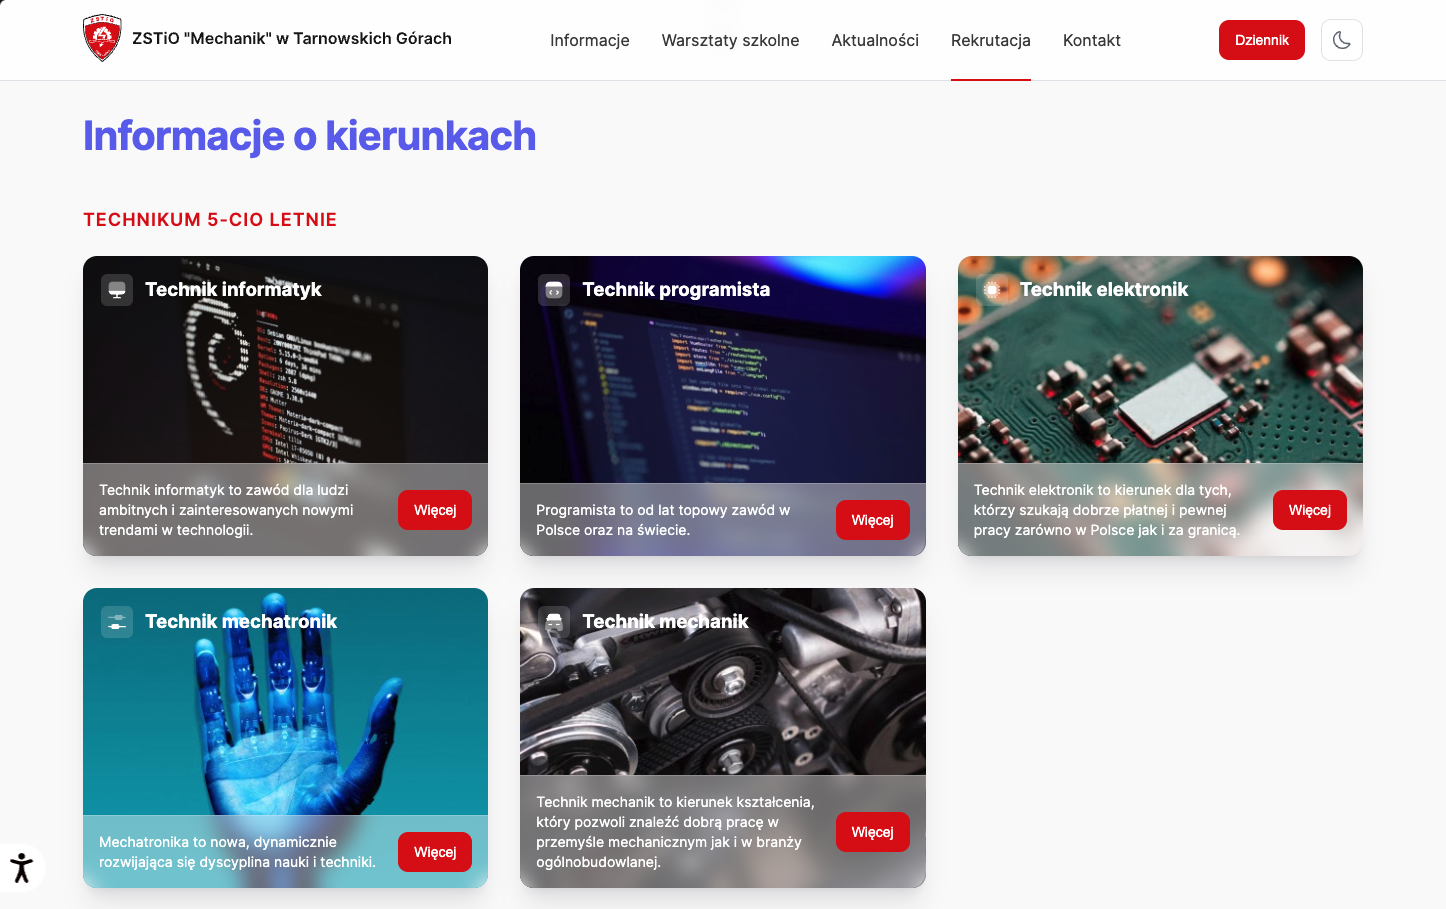 ZSTiO
ZSTiO "Mechanik" w Tarnowskich Górach
Informacje
Warsztaty szkolne
Aktualności
Rekrutacja
Kontakt
Dziennik
Informacje o kierunkach
TECHNIKUM 5-CIO LETNIE
Technik informatyk
Technik informatyk to zawód dla ludzi
ambitnych i zainteresowanych nowymi
trendami w technologii.
Więcej
Technik programista
Programista to od lat topowy zawód w
Polsce oraz na świecie.
Więcej
Technik elektronik
Technik elektronik to kierunek dla tych,
którzy szukają dobrze płatnej i pewnej
pracy zarówno w Polsce jak i za granicą.
Więcej
Technik mechatronik
Mechatronika to nowa, dynamicznie
rozwijająca się dyscyplina nauki i techniki.
Więcej
Technik mechanik
Technik mechanik to kierunek kształcenia,
który pozwoli znaleźć dobrą pracę w
przemyśle mechanicznym jak i w branży
ogólnobudowlanej.
Więcej